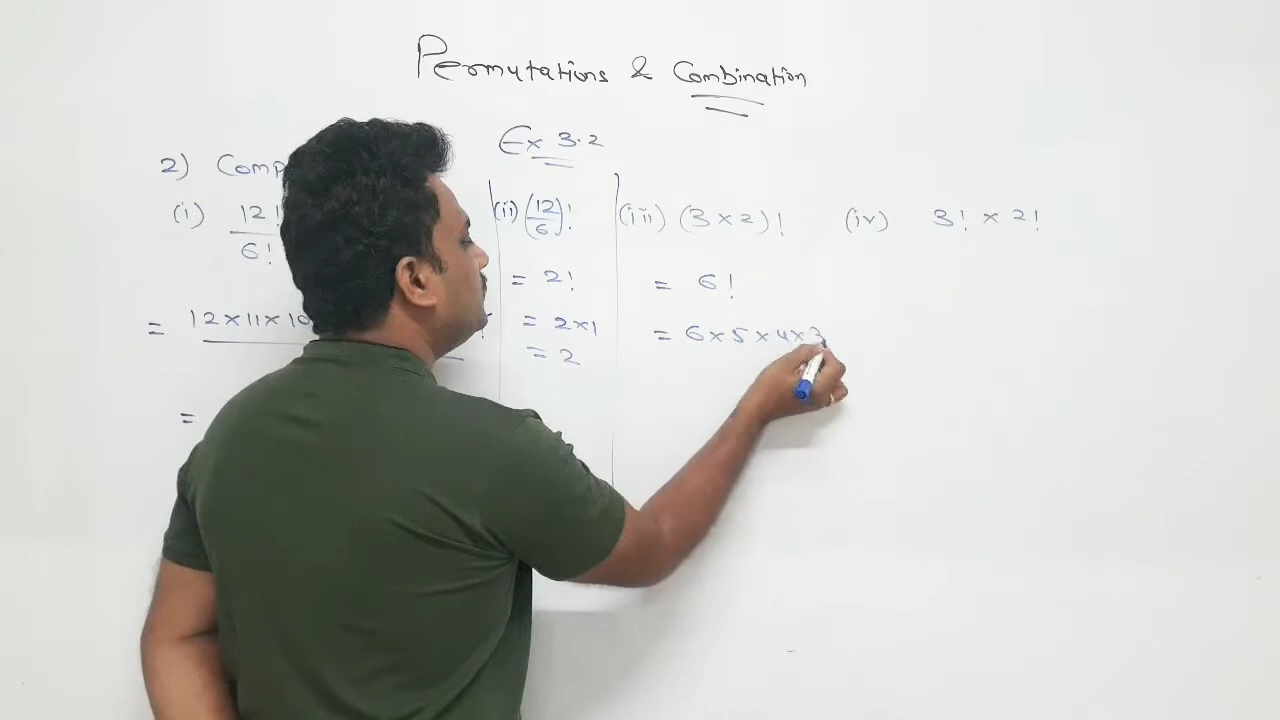 Permutations & Combination
Ex 3.2
2) Comp
(i) 12! / 6!
(ii) (12/6)!
(iii) (3 × 2)!
(iv) 3! × 2!
= 12×11×10
= 2!
= 2×1
= 2
= 6!
= 6×5×4×3
=